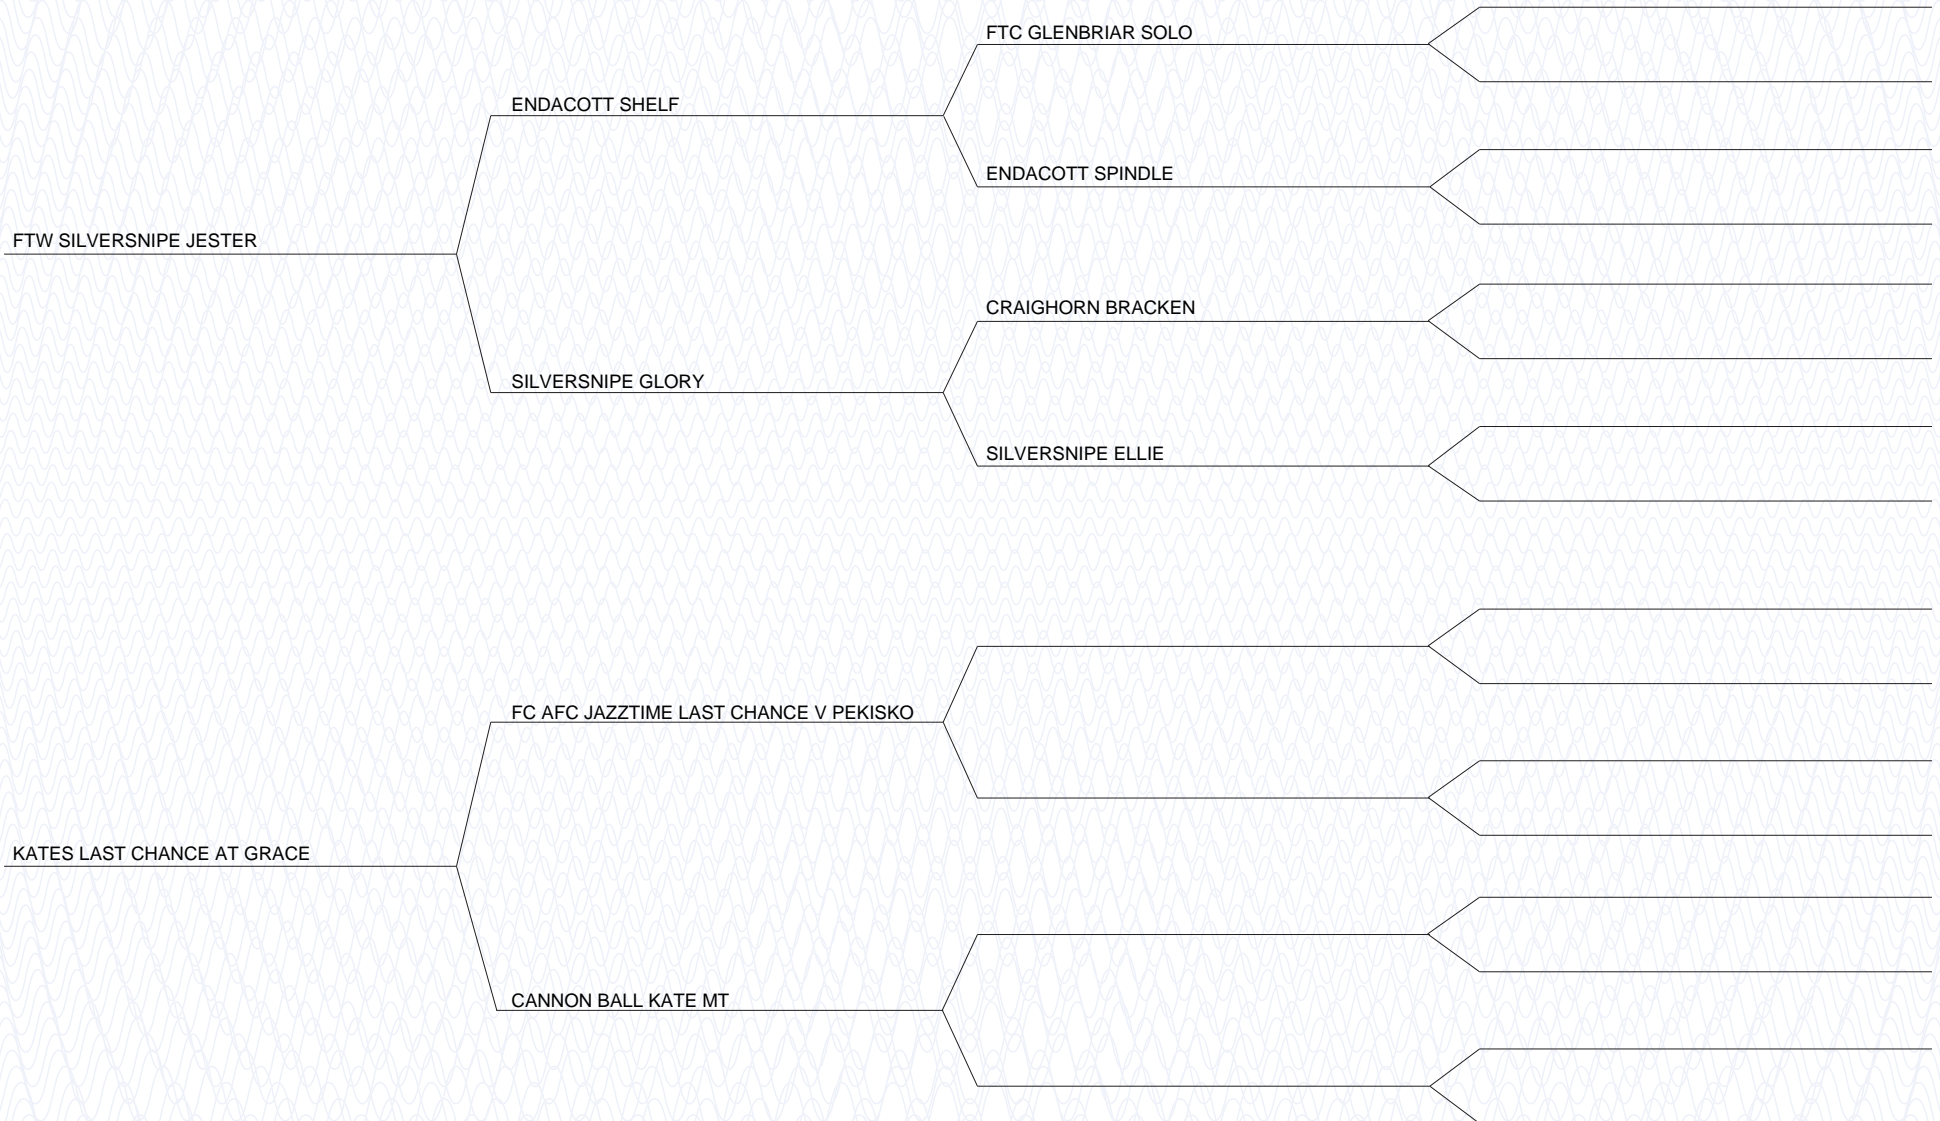 FTC GLENBRIAR SOLO
ENDACOTT SHELF
ENDACOTT SPINDLE
FTW SILVERSNIPE JESTER
CRAIGHORN BRACKEN
SILVERSNIPE GLORY
SILVERSNIPE ELLIE
FC AFC JAZZTIME LAST CHANCE V PEKISKO
KATES LAST CHANCE AT GRACE
CANNON BALL KATE MT